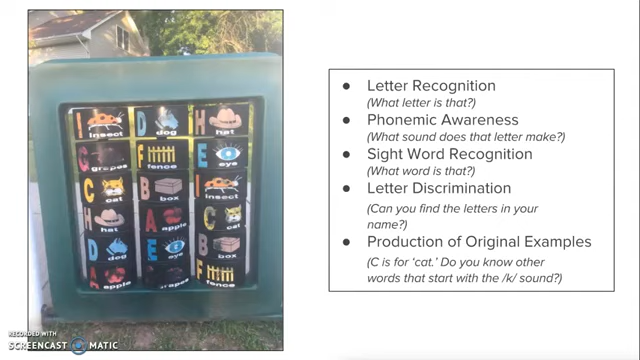 I insect D dog H hat
G grapes F fence E eye
C cat B box I insect
H hat A apple C cat
D dog E eye B box
A apple grapes F fence
● Letter Recognition
(What letter is that?)
● Phonemic Awareness
(What sound does that letter make?)
● Sight Word Recognition
(What word is that?)
● Letter Discrimination
(Can you find the letters in your
name?)
● Production of Original Examples
(C is for ‘cat.’ Do you know other
words that start with the /k/ sound?)
RECORDED WITH
SCREENCAST MATIC